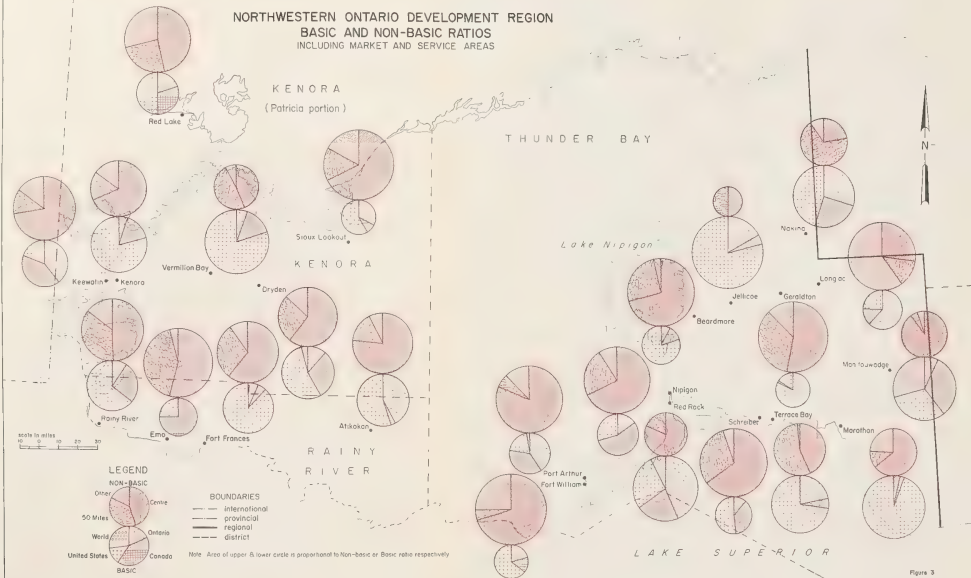 NORTHWESTERN ONTARIO DEVELOPMENT REGION
BASIC AND NON-BASIC RATIOS
INCLUDING MARKET AND SERVICE AREAS
KENORA
(Patricia portion)
Red Lake
THUNDER BAY
N
Sioux Lookout
Nakina
Lake Nipigon
KENORA
Vermilion Bay
Keewatin
Kenora
Dryden
Longlac
Jellicoe
Geraldton
Beardmore
Manitouwadge
Nipigon
Red Rock
Terrace Bay
Schreiber
Marathon
Rainy River
Emo
Fort Frances
Atikokan
scale in miles
10 0 10 20 30
RAINY
RIVER
Port Arthur
Fort William
LEGEND
NON-BASIC
Other
Centre
50 Miles
World
Ontario
United States
Canada
BASIC
BOUNDARIES
international
provincial
regional
district
Note Area of upper & lower circle is proportional to Non-basic or Basic ratio respectively
LAKE SUPERIOR
Figure 3